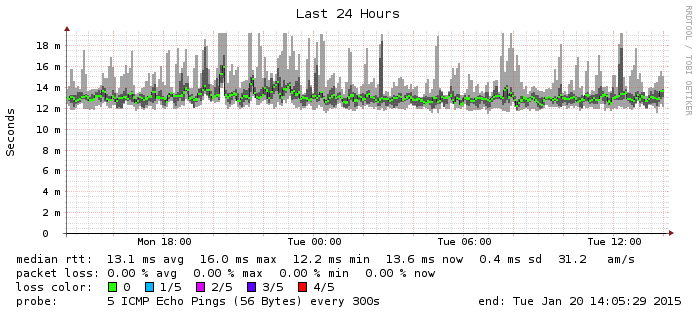 Last 24 Hours
RRDTOOL / TOBI OETIKER
Seconds
18 m
16 m
14 m
12 m
10 m
8 m
6 m
4 m
2 m
0
Mon 18:00 Tue 00:00 Tue 06:00 Tue 12:00
median rtt: 13.1 ms avg 16.0 ms max 12.2 ms min 13.6 ms now 0.4 ms sd 31.2 am/s
packet loss: 0.00 % avg 0.00 % max 0.00 % min 0.00 % now
loss color: 0 1/5 2/5 3/5 4/5
probe: 5 ICMP Echo Pings (56 Bytes) every 300s end: Tue Jan 20 14:05:29 2015